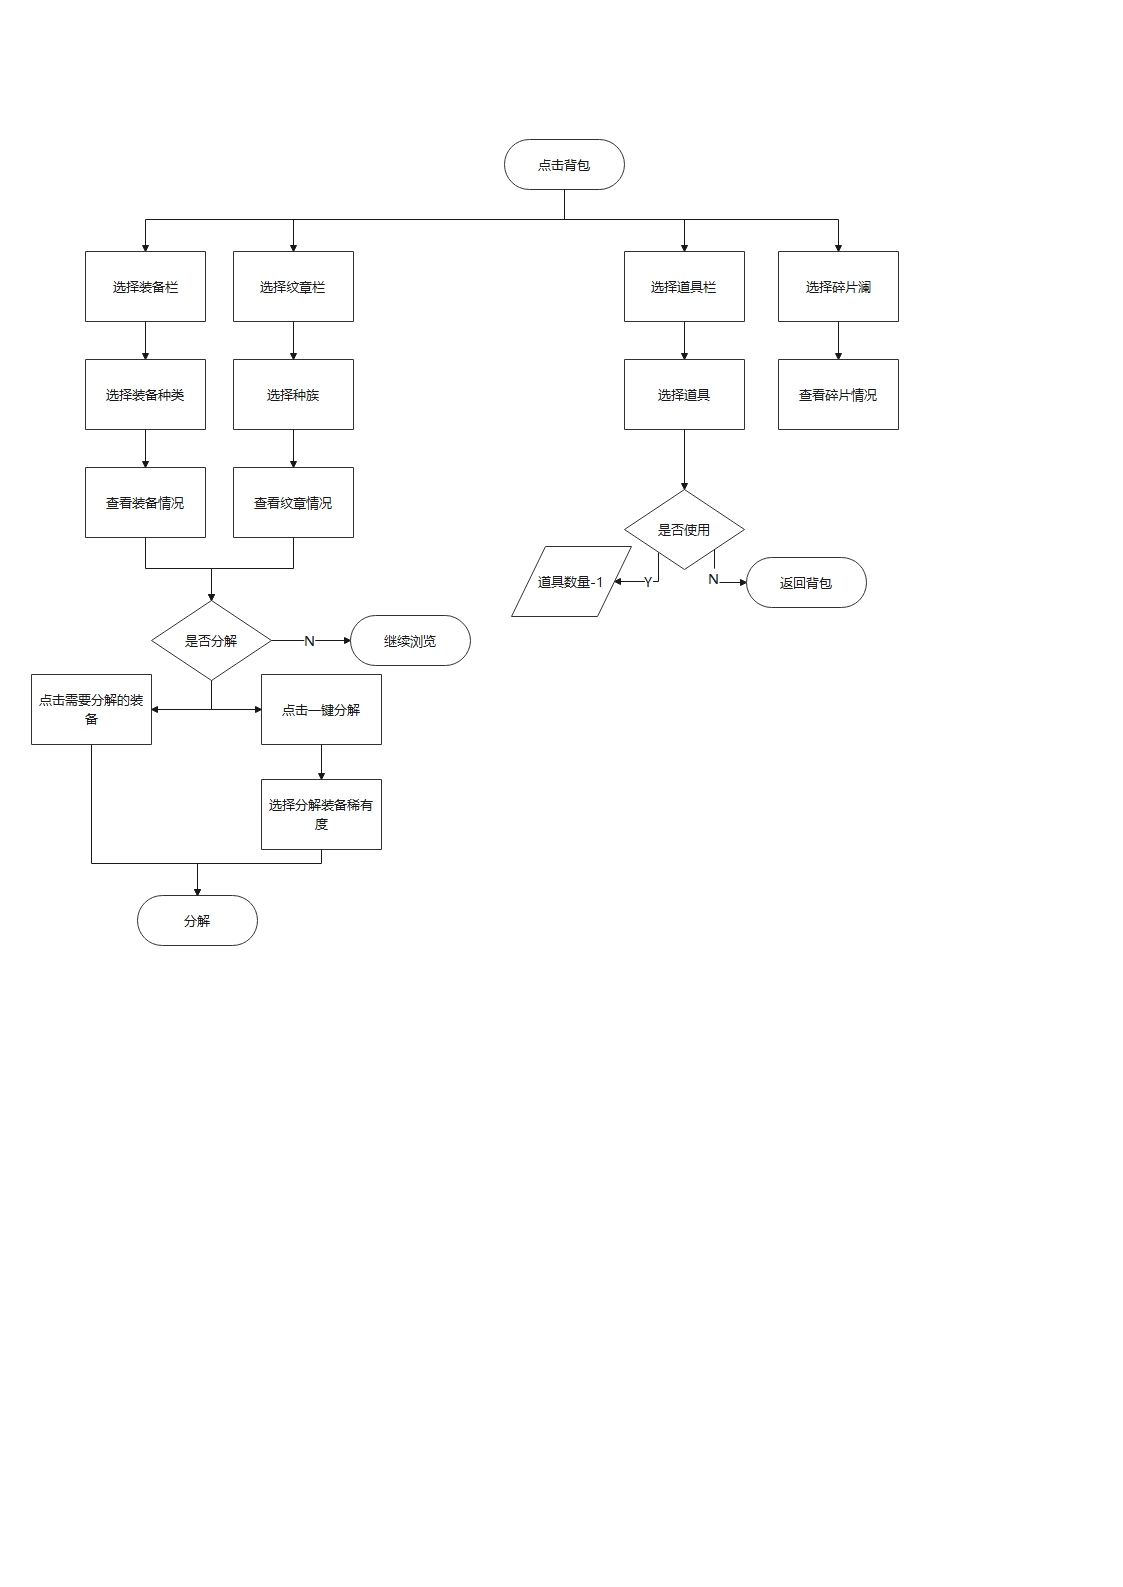 点击背包
选择装备栏
选择纹章栏
选择道具栏
选择碎片澜
选择装备种类
选择种族
选择道具
查看碎片情况
查看装备情况
查看纹章情况
是否使用
道具数量-1
Y
N
返回背包
是否分解
N
继续浏览
点击需要分解的装
备
点击一键分解
选择分解装备稀有
度
分解